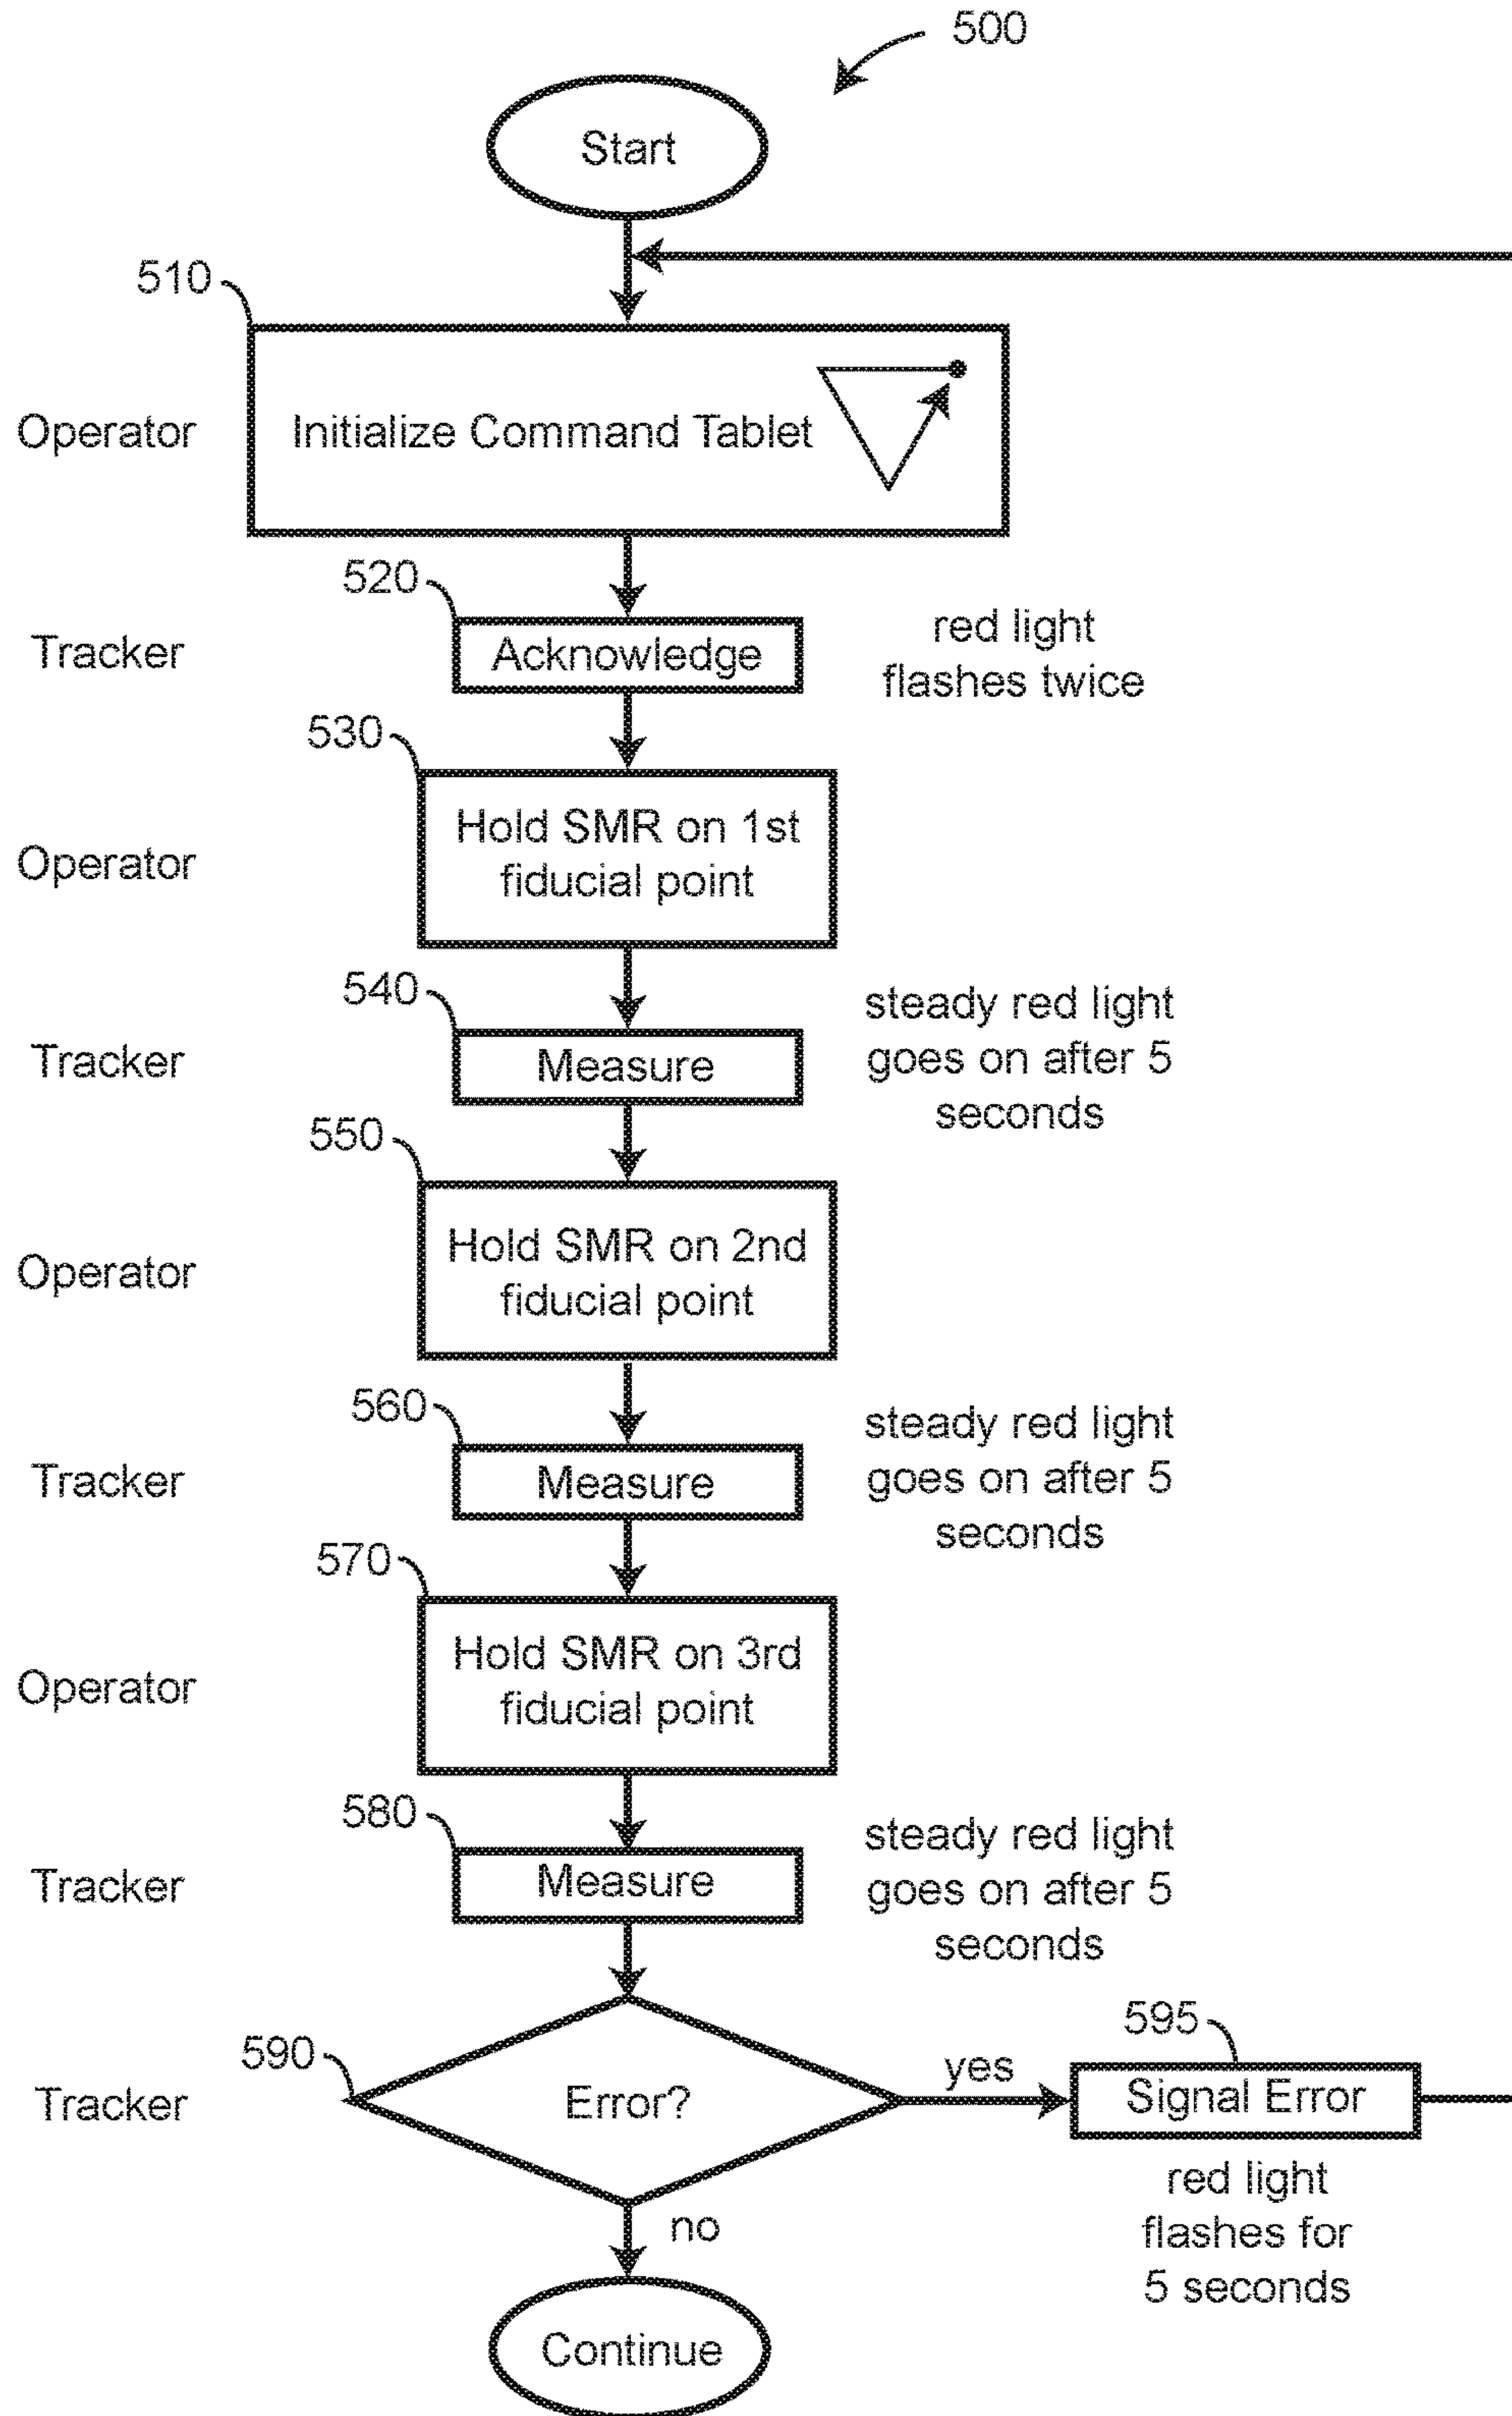 500
Start
510
Operator
Initialize Command Tablet
520
Tracker
Acknowledge
red light
flashes twice
530
Operator
Hold SMR on 1st
fiducial point
540
Tracker
Measure
steady red light
goes on after 5
seconds
550
Operator
Hold SMR on 2nd
fiducial point
560
Tracker
Measure
steady red light
goes on after 5
seconds
570
Operator
Hold SMR on 3rd
fiducial point
580
Tracker
Measure
steady red light
goes on after 5
seconds
590
Tracker
Error?
yes
595
Signal Error
red light
flashes for
5 seconds
no
Continue